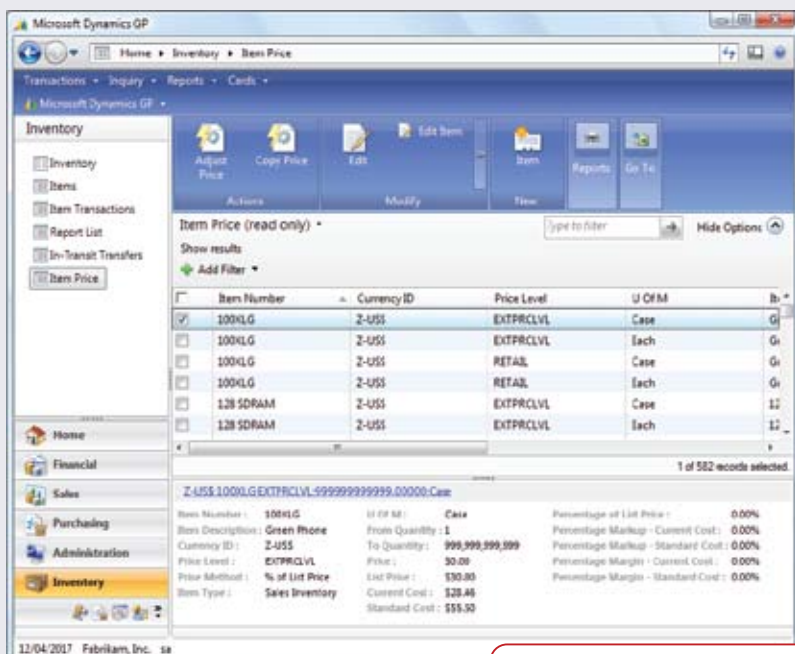 Microsoft Dynamics GP
Home Inventory Item Price
Transactions Inquiry Reports Cards
Microsoft Dynamics GP
Inventory
Inventory
Items
Item Transactions
Report List
In-Transit Transfers
Item Price
Home
Financial
Sales
Purchasing
Administration
Inventory
Adjust Price
Copy Price
Actions
Edit
Edit Item
Modify
Item
New
Reports
Go To
Item Price (read only)
Type to filter
Hide Options
Show results
Add Filter
Item Number Currency ID Price Level U Of M
100XLG Z-US$ EXTPRCLVL Case
100XLG Z-US$ EXTPRCLVL Each
100XLG Z-US$ RETAIL Case
100XLG Z-US$ RETAIL Each
128 SDRAM Z-US$ EXTPRCLVL Case
128 SDRAM Z-US$ EXTPRCLVL Each
1 of 582 records selected.
Z-US$ 100XLG EXTPRCLVL 999999999999.00000 Case
Item Number : 100XLG U Of M : Case Percentage of List Price : 0.00%
Item Description : Green Phone From Quantity : 1 Percentage Markup - Current Cost : 0.00%
Currency ID : Z-US$ To Quantity : 999,999,999,999 Percentage Markup - Standard Cost : 0.00%
Price Level : EXTPRCLVL Price : $0.00 Percentage Margin - Current Cost : 0.00%
Price Method : % of List Price List Price : Percentage Margin - Standard Cost : 0.00%
Item Type : Sales Inventory Current Cost : $28.46
Standard Cost : $55.50
12/04/2017 Fabrikam, Inc. sa